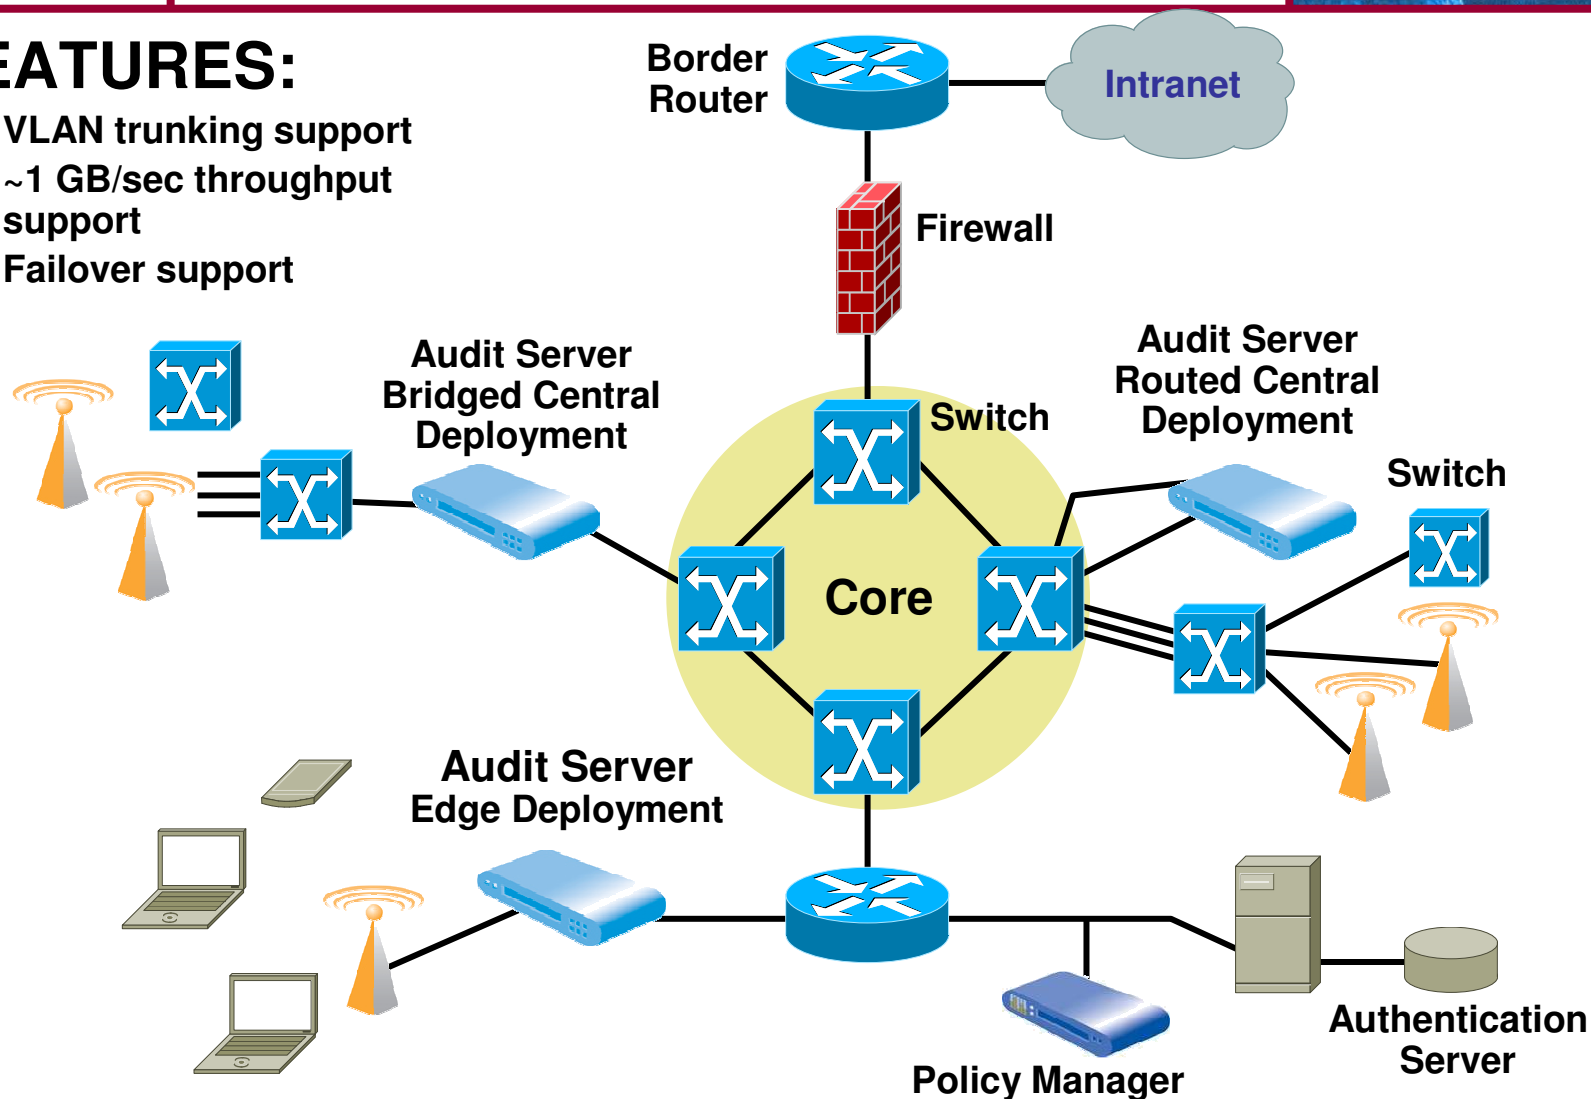 EATURES:
VLAN trunking support
~1 GB/sec throughput
support
Failover support
Border
Router
Intranet
Firewall
Audit Server
Bridged Central
Deployment
Switch
Audit Server
Routed Central
Deployment
Switch
Core
Audit Server
Edge Deployment
Policy Manager
Authentication
Server